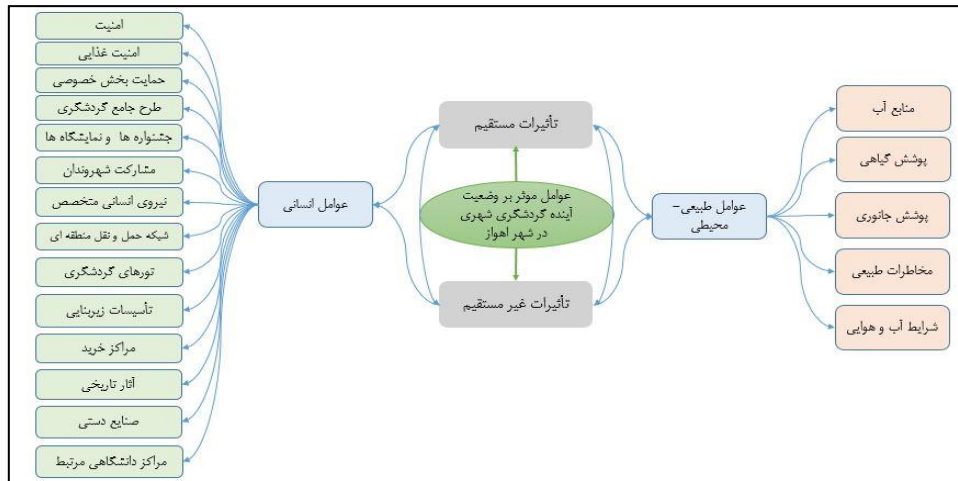 منابع آب
پوشش گیاهی
پوشش جانوری
مخاطرات طبیعی
شرایط آب و هوایی
عوامل طبیعی-
محیطی
تأثیرات مستقیم
عوامل موثر بر وضعیت
آینده گردشگری شهری
در شهر اهواز
تأثیرات غیر مستقیم
عوامل انسانی
امنیت
امنیت غذایی
حمایت بخش خصوصی
طرح جامع گردشگری
جشنواره ها و نمایشگاه ها
مشارکت شهروندان
نیروی انسانی متخصص
شبکه حمل و نقل منطقه ای
تورهای گردشگری
تأسیسات زیربنایی
مراکز خرید
آثار تاریخی
صنایع دستی
مراکز دانشگاهی مرتبط